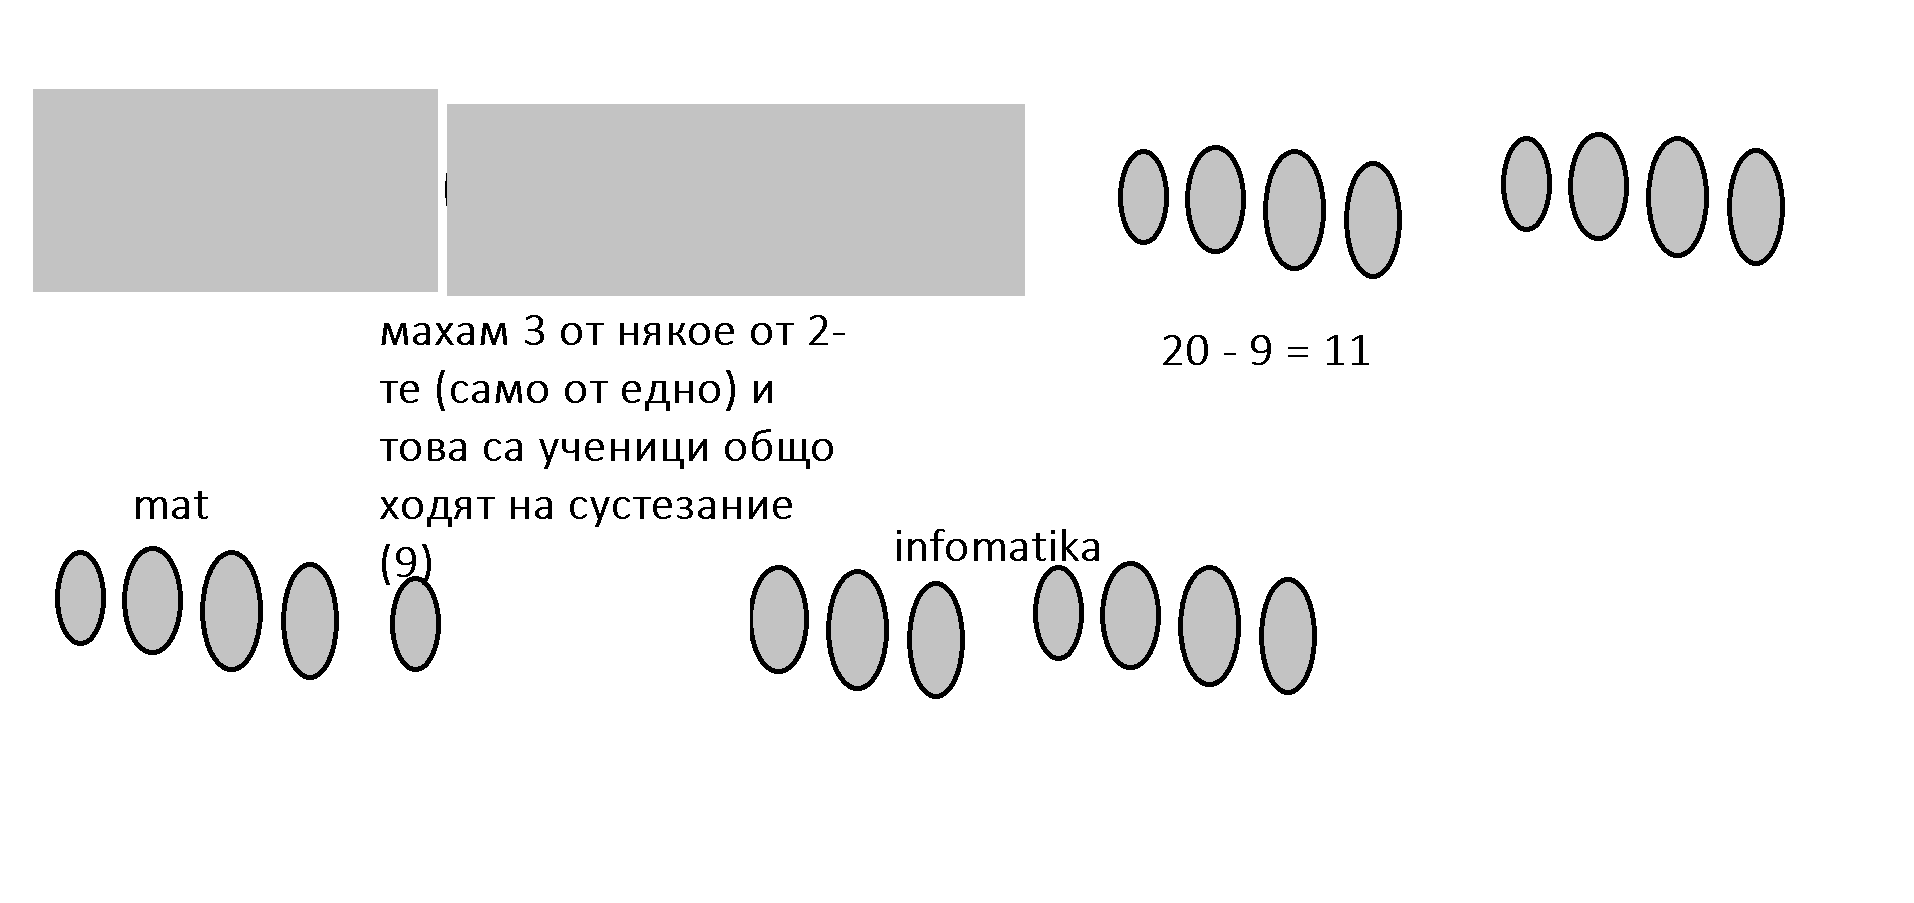 махам 3 от някое от 2-
те (само от едно) и
това са ученици общо
ходят на сустезание
(9)
20 - 9 = 11
mat
infomatika